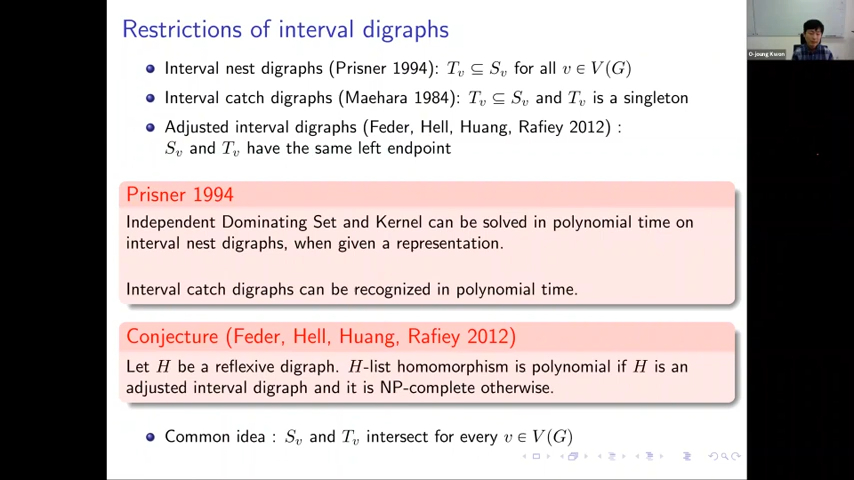 Restrictions of interval digraphs
Interval nest digraphs (Prisner 1994): $T_v \subseteq S_v$ for all $v \in V(G)$
Interval catch digraphs (Maehara 1984): $T_v \subseteq S_v$ and $T_v$ is a singleton
Adjusted interval digraphs (Feder, Hell, Huang, Rafiey 2012) :
$S_v$ and $T_v$ have the same left endpoint
Prisner 1994
Independent Dominating Set and Kernel can be solved in polynomial time on
interval nest digraphs, when given a representation.
Interval catch digraphs can be recognized in polynomial time.
Conjecture (Feder, Hell, Huang, Rafiey 2012)
Let $H$ be a reflexive digraph. $H$-list homomorphism is polynomial if $H$ is an
adjusted interval digraph and it is NP-complete otherwise.
Common idea : $S_v$ and $T_v$ intersect for every $v \in V(G)$
O-joung Kwon